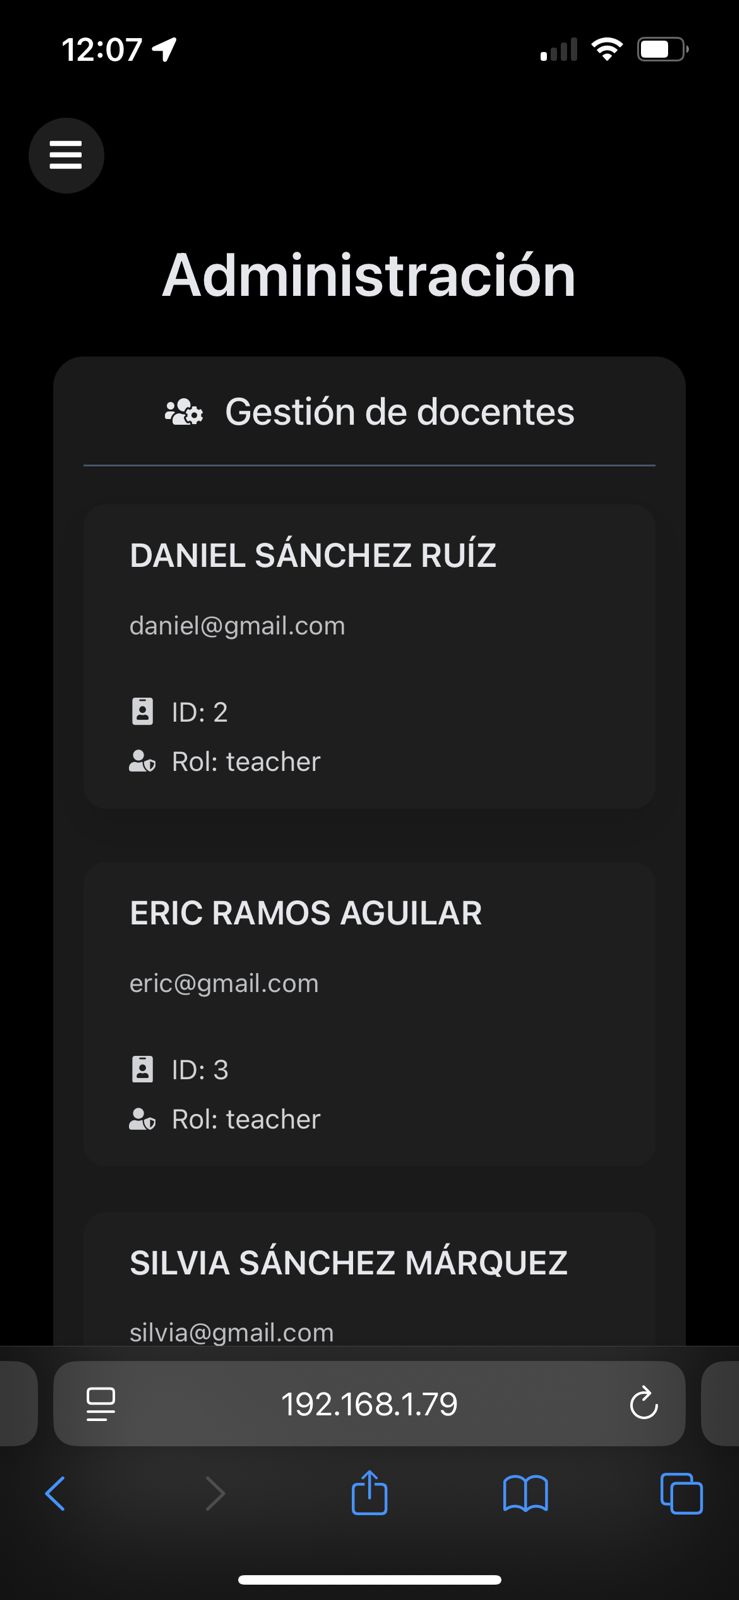 12:07
Administración
Gestión de docentes
DANIEL SÁNCHEZ RUÍZ
daniel@gmail.com
ID: 2
Rol: teacher
ERIC RAMOS AGUILAR
eric@gmail.com
ID: 3
Rol: teacher
SILVIA SÁNCHEZ MÁRQUEZ
silvia@gmail.com
192.168.1.79